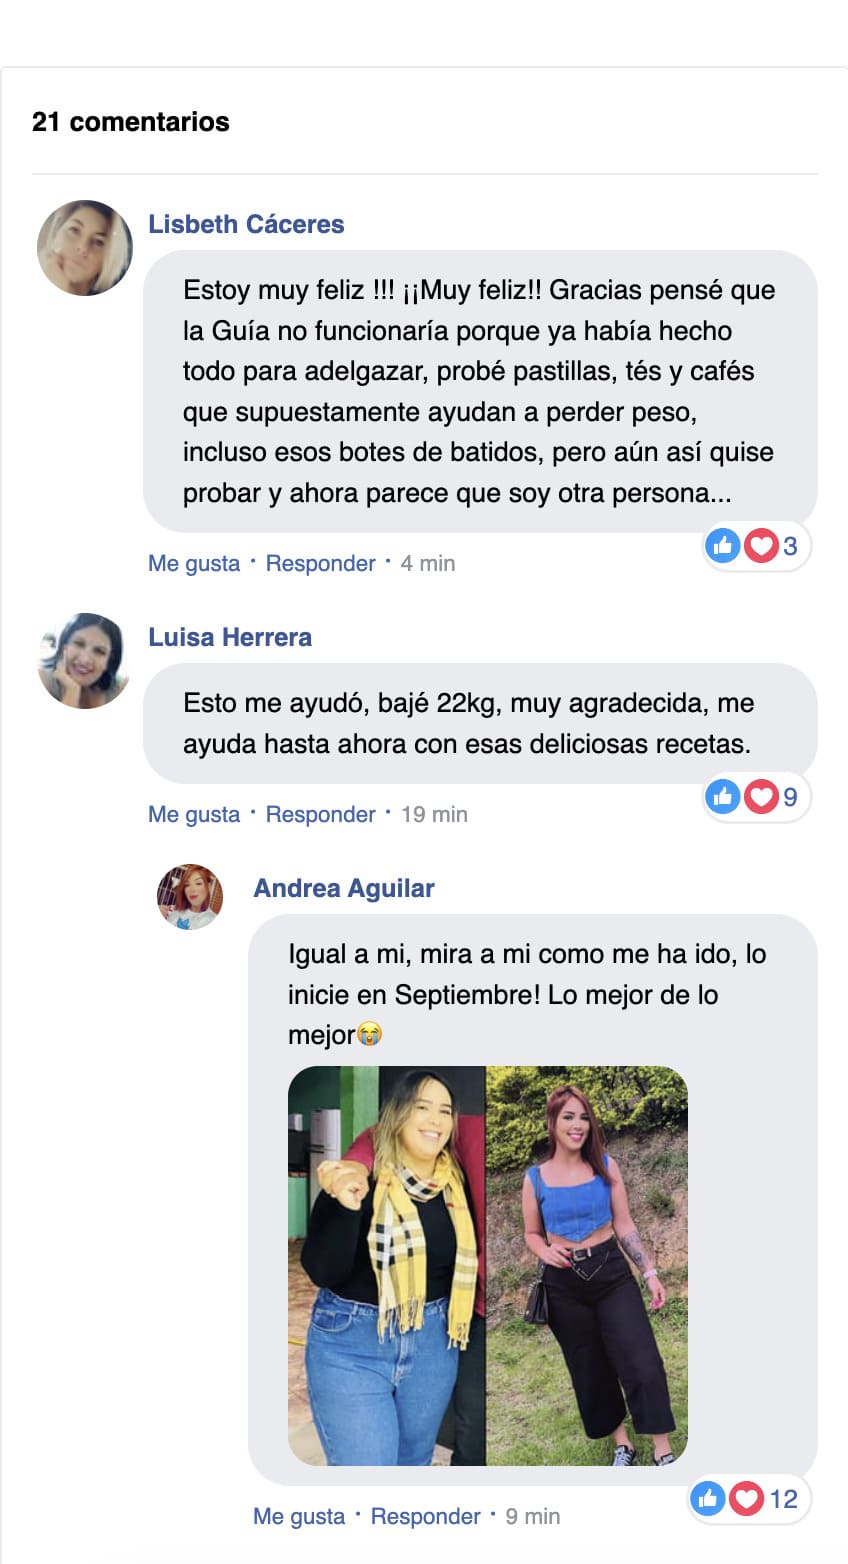 21 comentarios
Lisbeth Cáceres
Estoy muy feliz !!! ¡¡Muy feliz!! Gracias pensé que
la Guía no funcionaría porque ya había hecho
todo para adelgazar, probé pastillas, tés y cafés
que supuestamente ayudan a perder peso,
incluso esos botes de batidos, pero aún así quise
probar y ahora parece que soy otra persona...
3
Me gusta · Responder · 4 min
Luisa Herrera
Esto me ayudó, bajé 22kg, muy agradecida, me
ayuda hasta ahora con esas deliciosas recetas.
9
Me gusta · Responder · 19 min
Andrea Aguilar
Igual a mi, mira a mi como me ha ido, lo
inicie en Septiembre! Lo mejor de lo
mejor😭
12
Me gusta · Responder · 9 min